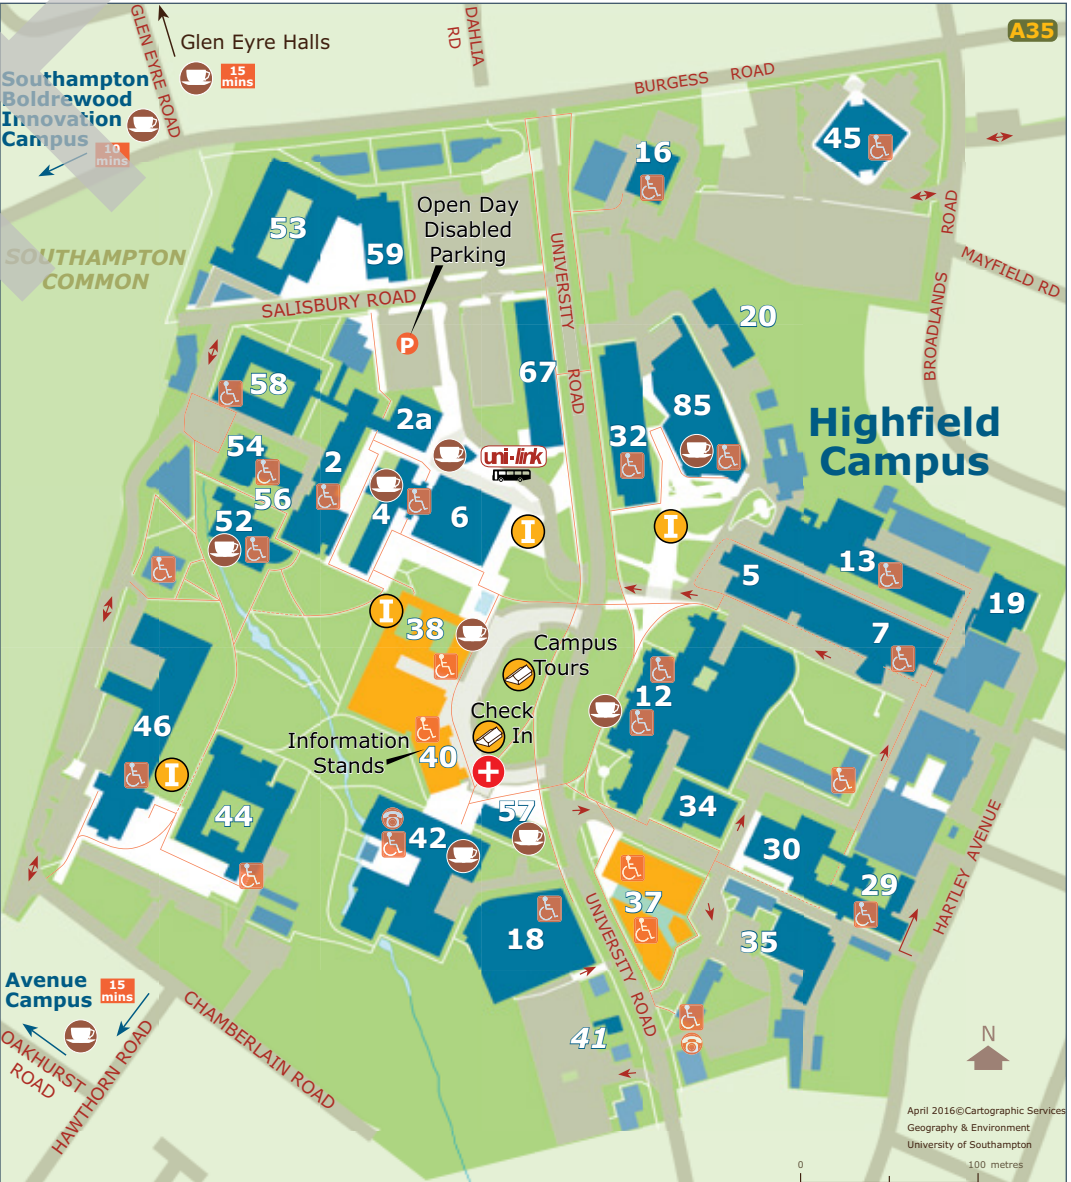 GLEN EYRE ROAD
Glen Eyre Halls
15
mins
DAHLIA
RD
A35
BURGESS ROAD
Southampton
Boldrewood
Innovation
Campus
10
mins
SOUTHAMPTON
COMMON
53
59
Open Day
Disabled
Parking
P
16
45
SALISBURY ROAD
UNIVERSITY
ROAD
BROADLANDS
ROAD
MAYFIELD RD
20
67
58
2a
85
32
Highfield
Campus
54
2
uni-link
56
4
6
52
I
I
5
13
19
7
I
38
Campus
Tours
12
Check
In
46
I
Information
Stands
40
44
42
57
34
30
29
37
35
18
UNIVERSITY ROAD
HARTLEY AVENUE
41
Avenue
Campus
15
mins
OAKHURST
ROAD
HAWTHORN ROAD
CHAMBERLAIN ROAD
N
April 2016©Cartographic Services
Geography & Environment
University of Southampton
0
100 metres